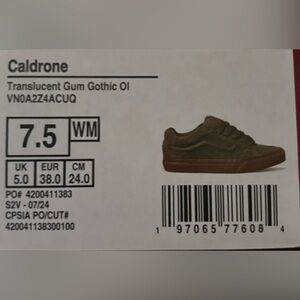 Caldrone
Translucent Gum Gothic Ol
VN0A2Z4ACUQ
7.5 WM
UK EUR CM
5.0 38.0 24.0
PO# 4200411383
S2V - 07/24
CPSIA PO/CUT#
420041138300100
1 97065 77608 4